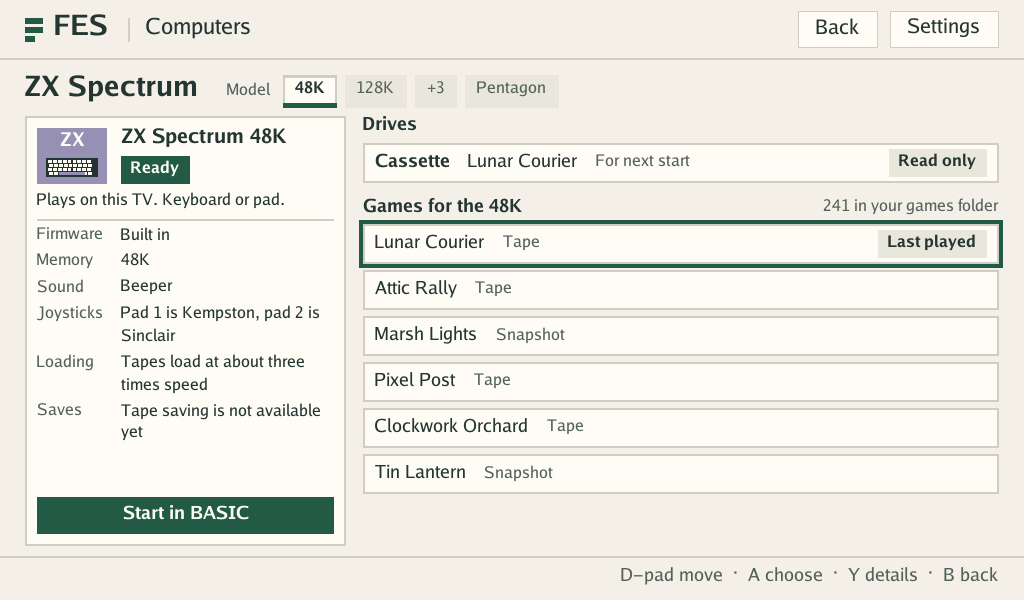 FES Computers Back Settings
ZX Spectrum Model 48K 128K +3 Pentagon
ZX
ZX Spectrum 48K
Ready
Plays on this TV. Keyboard or pad.
Firmware Built in
Memory 48K
Sound Beeper
Joysticks Pad 1 is Kempston, pad 2 is
Sinclair
Loading Tapes load at about three
times speed
Saves Tape saving is not available
yet
Start in BASIC
Drives
Cassette Lunar Courier For next start Read only
Games for the 48K 241 in your games folder
Lunar Courier Tape Last played
Attic Rally Tape
Marsh Lights Snapshot
Pixel Post Tape
Clockwork Orchard Tape
Tin Lantern Snapshot
D-pad move · A choose · Y details · B back